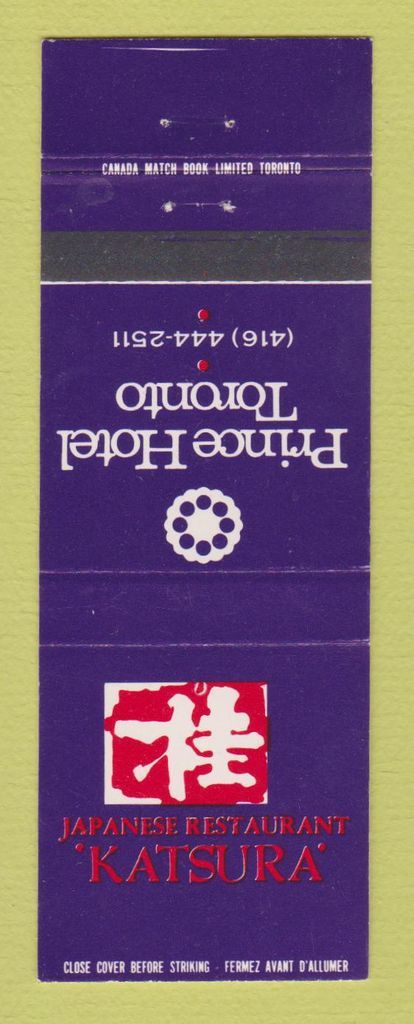 CANADA MATCH BOOK LIMITED TORONTO
(416) 444-2511
Prince Hotel
Toronto
桂
JAPANESE RESTAURANT
'KATSURA'
CLOSE COVER BEFORE STRIKING - FERMEZ AVANT D'ALLUMER